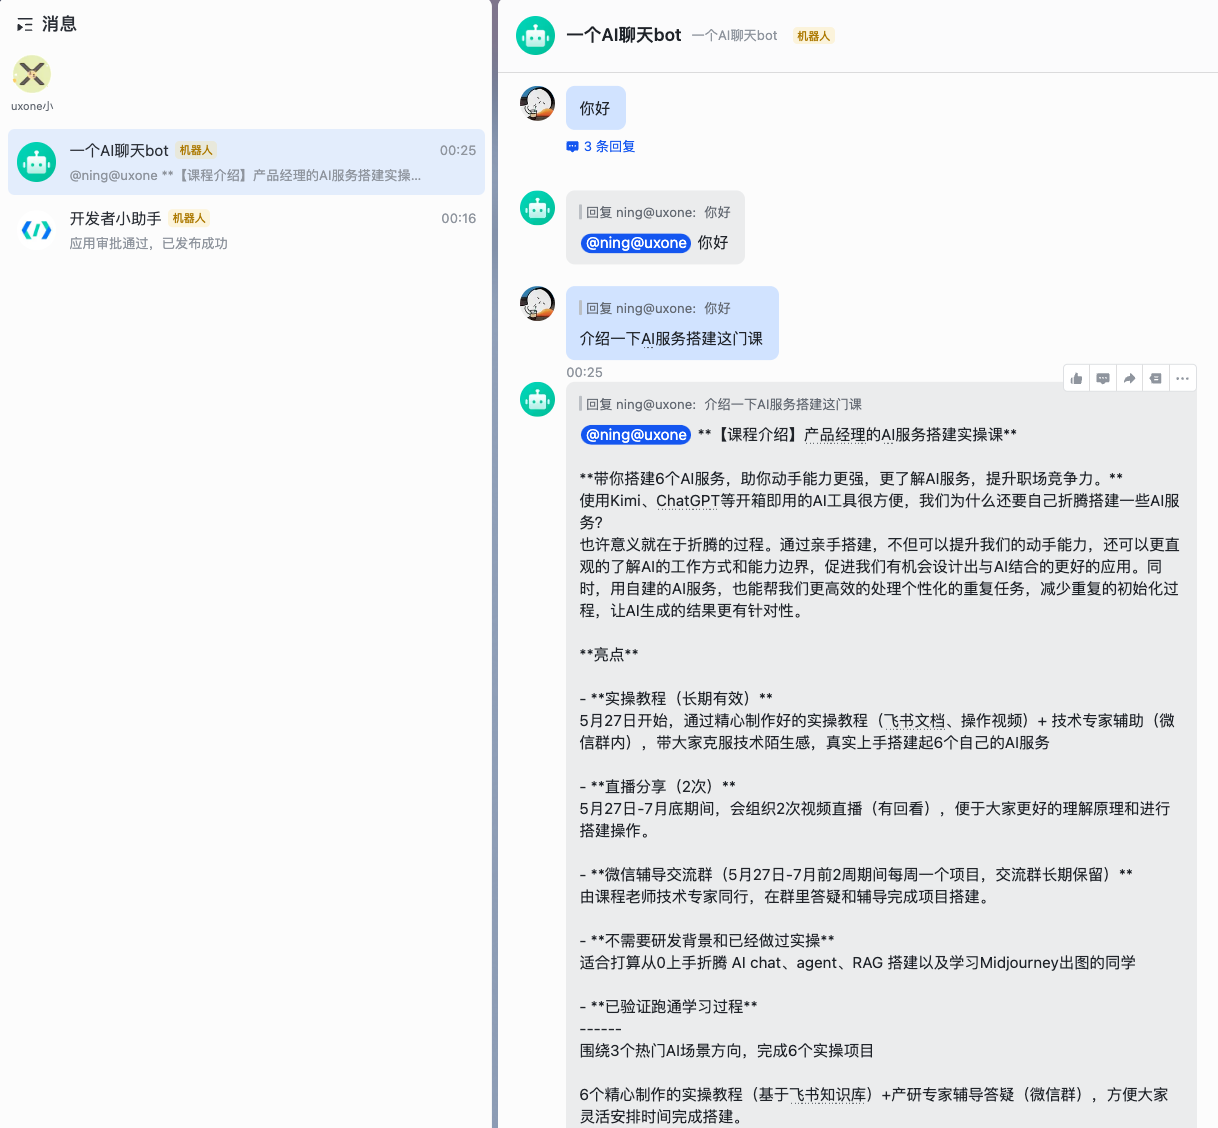 消息
uxone小
一个AI聊天bot 机器人 00:25
@ning@uxone **【课程介绍】产品经理的AI服务搭建实操...
开发者小助手 机器人 00:16
应用审批通过，已发布成功
一个AI聊天bot 一个AI聊天bot 机器人
你好
3 条回复
回复 ning@uxone: 你好
@ning@uxone 你好
回复 ning@uxone: 你好
介绍一下AI服务搭建这门课
00:25
回复 ning@uxone: 介绍一下AI服务搭建这门课
@ning@uxone **【课程介绍】产品经理的AI服务搭建实操课**
**带你搭建6个AI服务，助你动手能力更强，更了解AI服务，提升职场竞争力。**
使用Kimi、ChatGPT等开箱即用的AI工具很方便，我们为什么还要自己折腾搭建一些AI服
务?
也许意义就在于折腾的过程。通过亲手搭建，不但可以提升我们的动手能力，还可以更直
观的了解AI的工作方式和能力边界，促进我们有机会设计出与AI结合的更好的应用。同
时，用自建的AI服务，也能帮我们更高效的处理个性化的重复任务，减少重复的初始化过
程，让AI生成的结果更有针对性。
**亮点**
- **实操教程（长期有效）**
5月27日开始，通过精心制作好的实操教程（飞书文档、操作视频）+ 技术专家辅助（微
信群内），带大家克服技术陌生感，真实上手搭建起6个自己的AI服务
- **直播分享（2次）**
5月27日-7月底期间，会组织2次视频直播（有回看），便于大家更好的理解原理和进行
搭建操作。
- **微信辅导交流群（5月27日-7月前2周期间每周一个项目，交流群长期保留）**
由课程老师技术专家同行，在群里答疑和辅导完成项目搭建。
- **不需要研发背景和已经做过实操**
适合打算从0上手折腾 AI chat、agent、RAG 搭建以及学习Midjourney出图的同学
- **已验证跑通学习过程**
------
围绕3个热门AI场景方向，完成6个实操项目
6个精心制作的实操教程（基于飞书知识库）+产研专家辅导答疑（微信群），方便大家
灵活安排时间完成搭建。